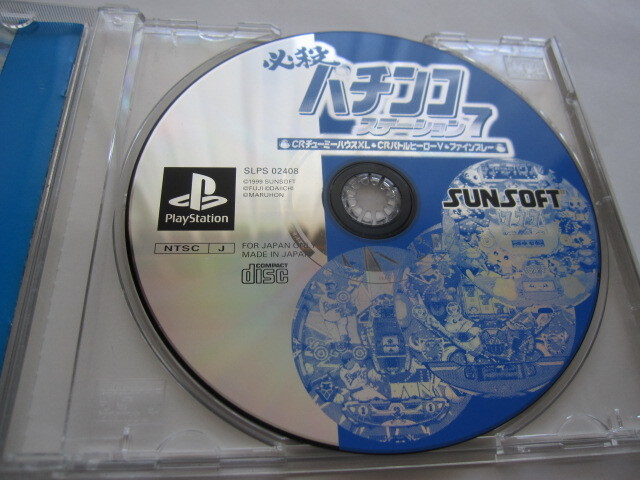 必殺
パチンコ
ステーション7
CRチューミーハウスXL CRバトルヒーローV ファインプレー
SLPS 02408
©1999 SUNSOFT
©FUJI ©DAIICHI
©MARUHON
PlayStation
SUNSOFT
NTSC J
FOR JAPAN
MADE IN JAPAN
COMPACT
disc